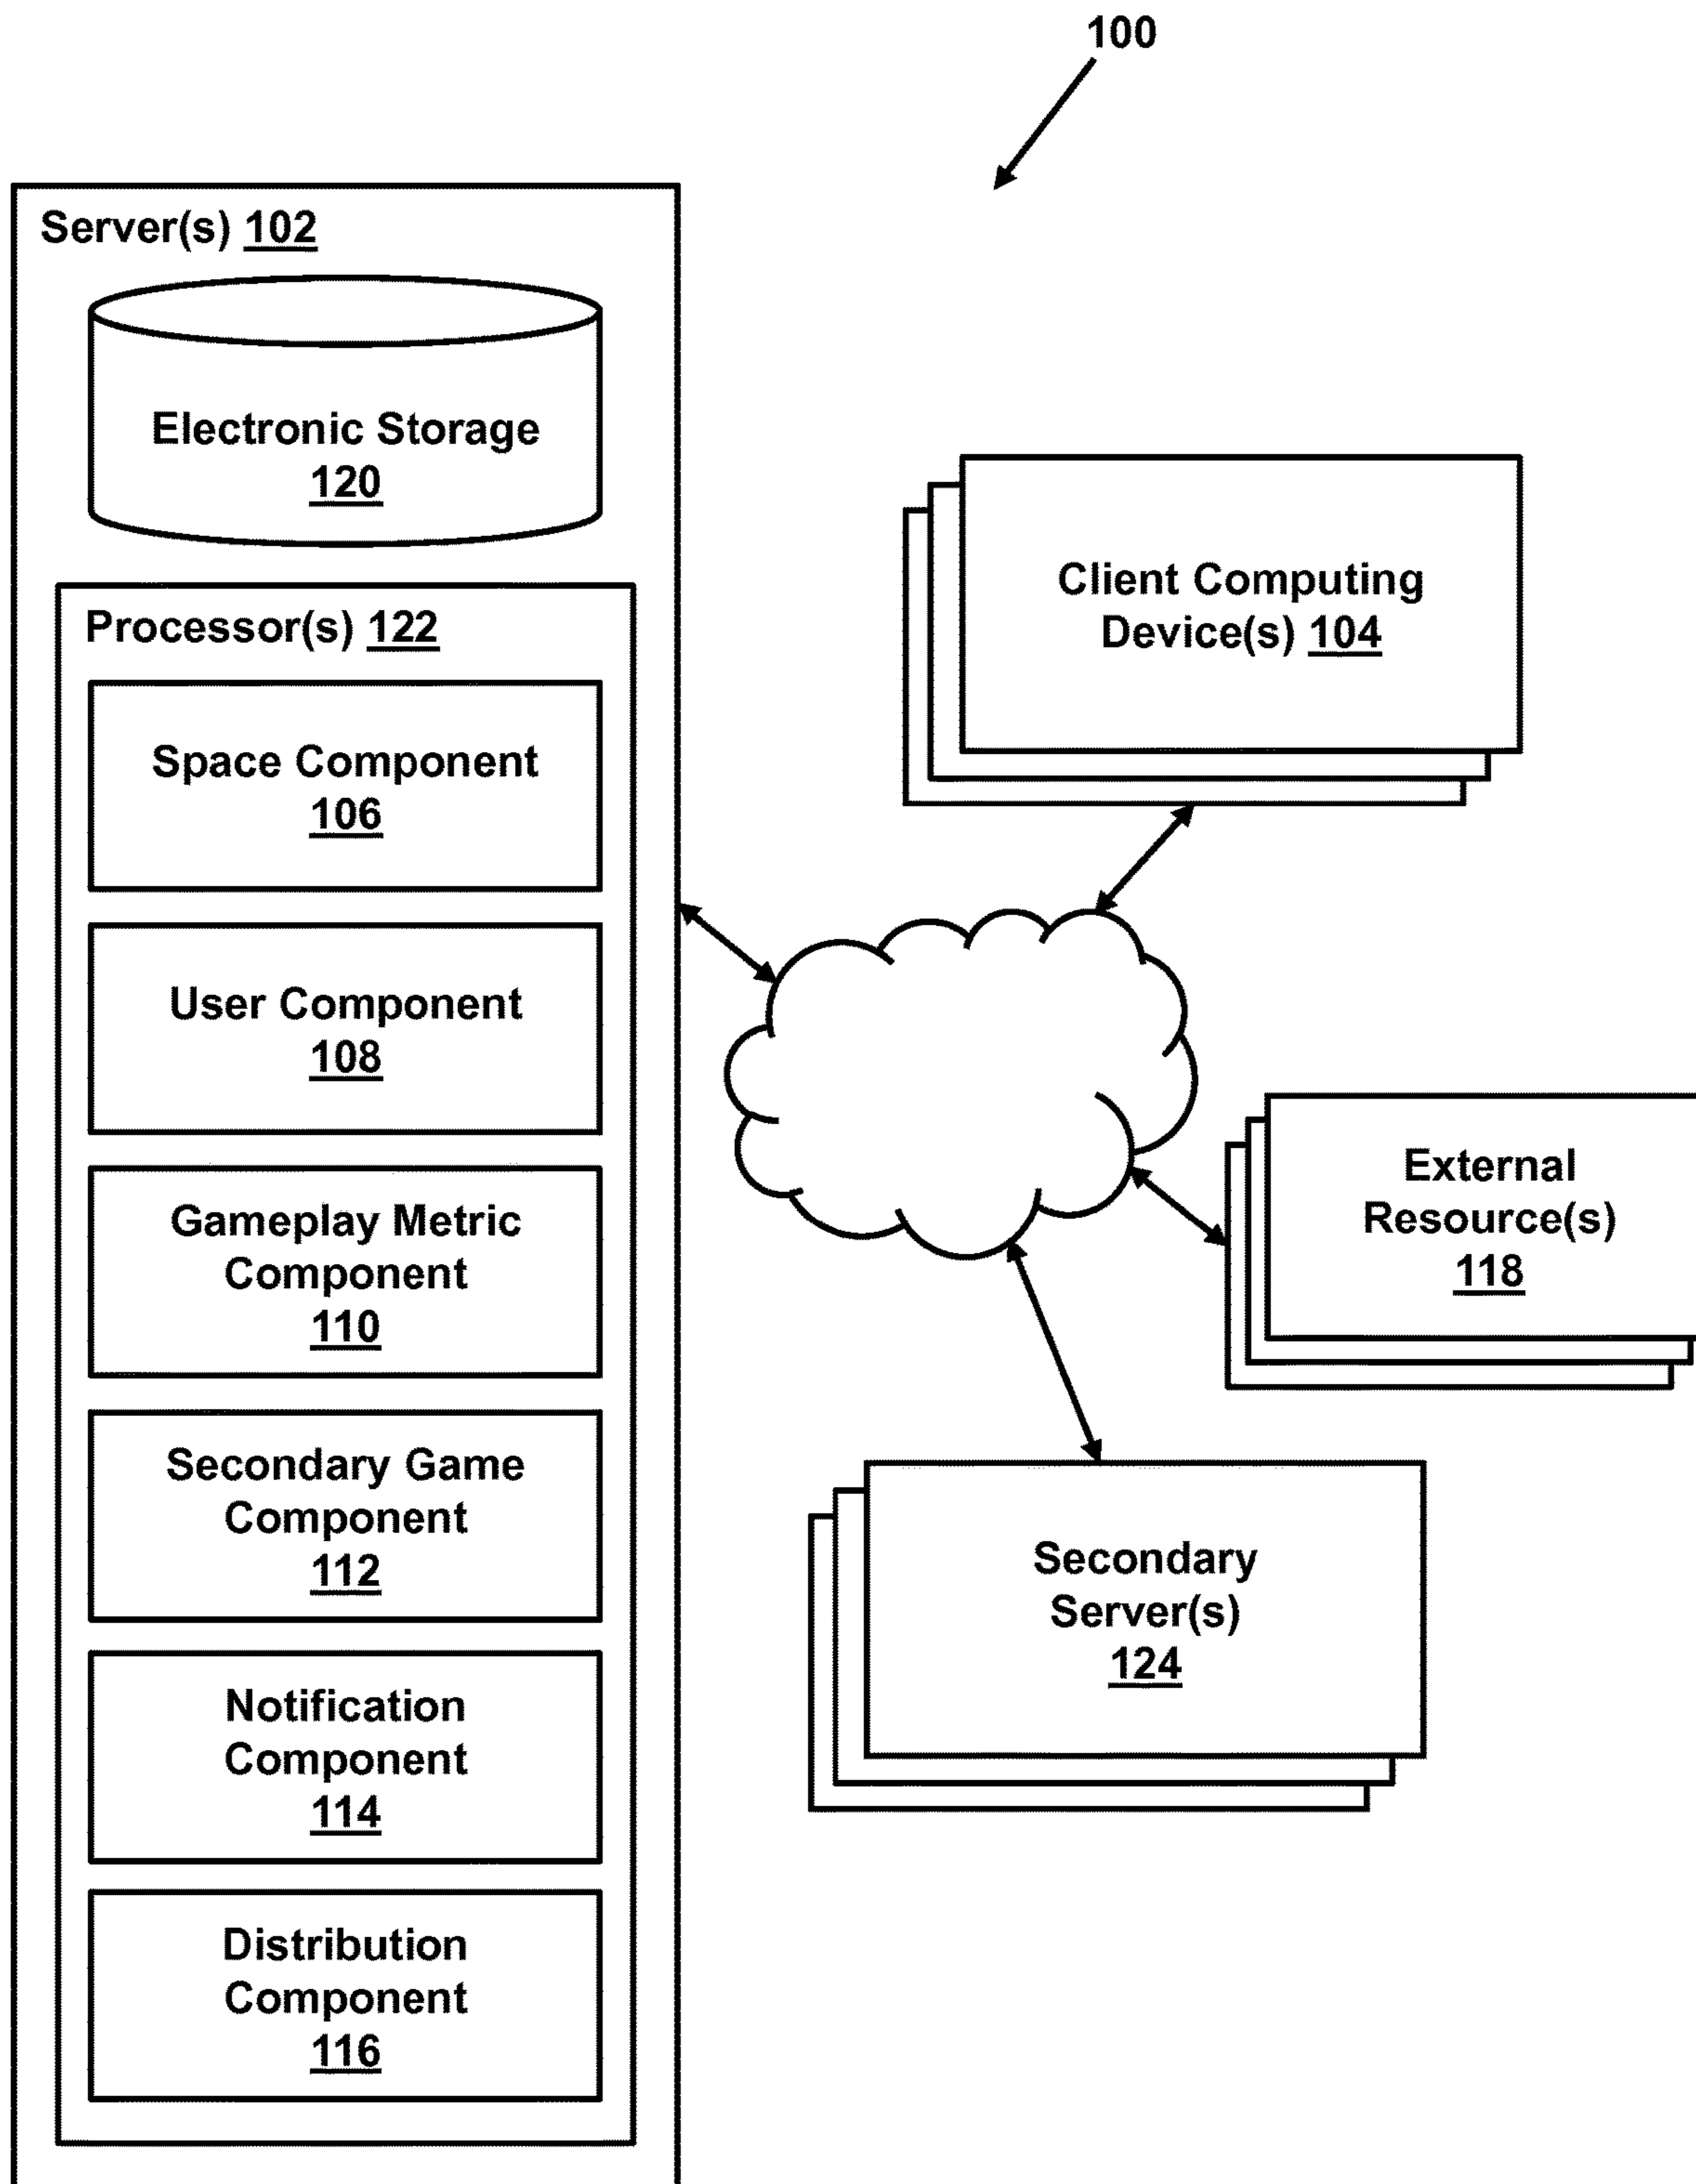 100
Server(s) 102
Electronic Storage
120
Processor(s) 122
Space Component
106
User Component
108
Gameplay Metric
Component
110
Secondary Game
Component
112
Notification
Component
114
Distribution
Component
116
Client Computing
Device(s) 104
External
Resource(s)
118
Secondary
Server(s)
124